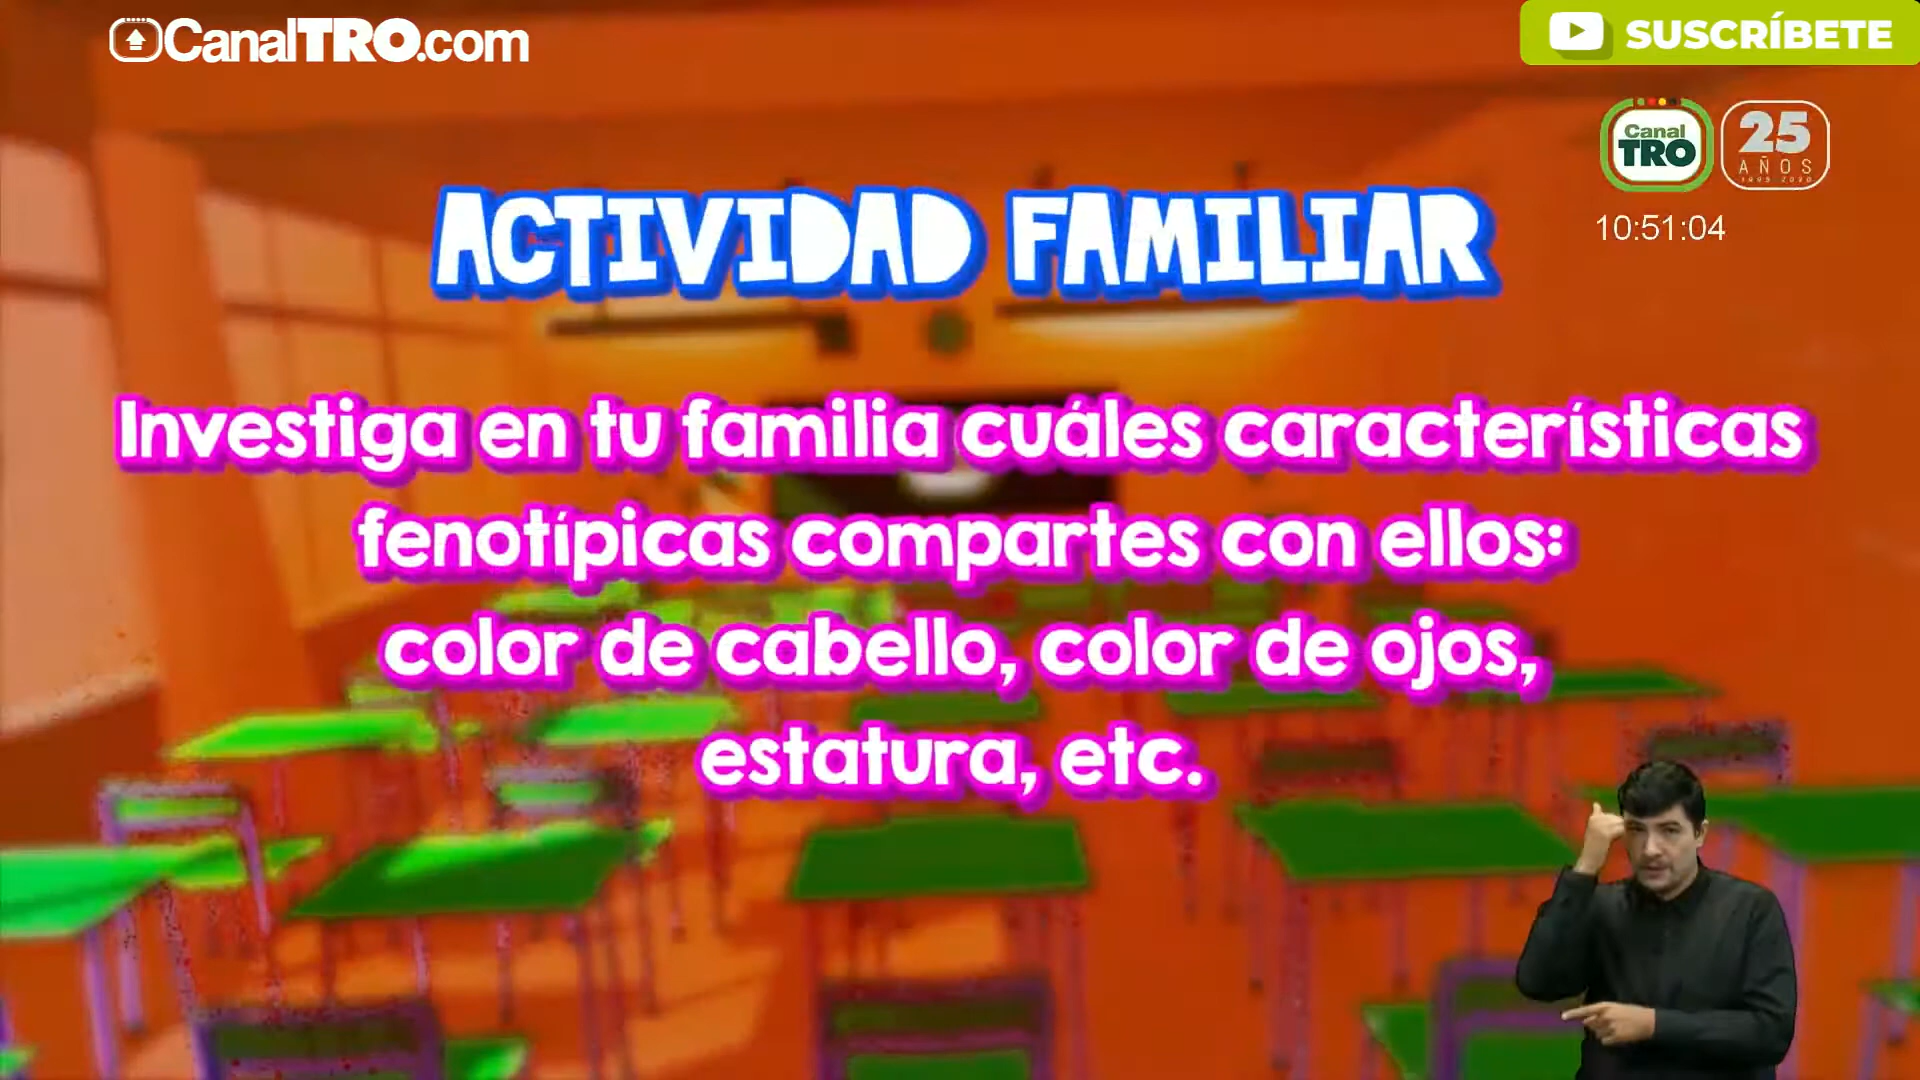 CanalTRO.com
SUSCRÍBETE
Canal
TRO
25
AÑOS
10:51:04
ACTIVIDAD FAMILIAR
Investiga en tu familia cuáles características
fenotípicas compartes con ellos:
color de cabello, color de ojos,
estatura, etc.